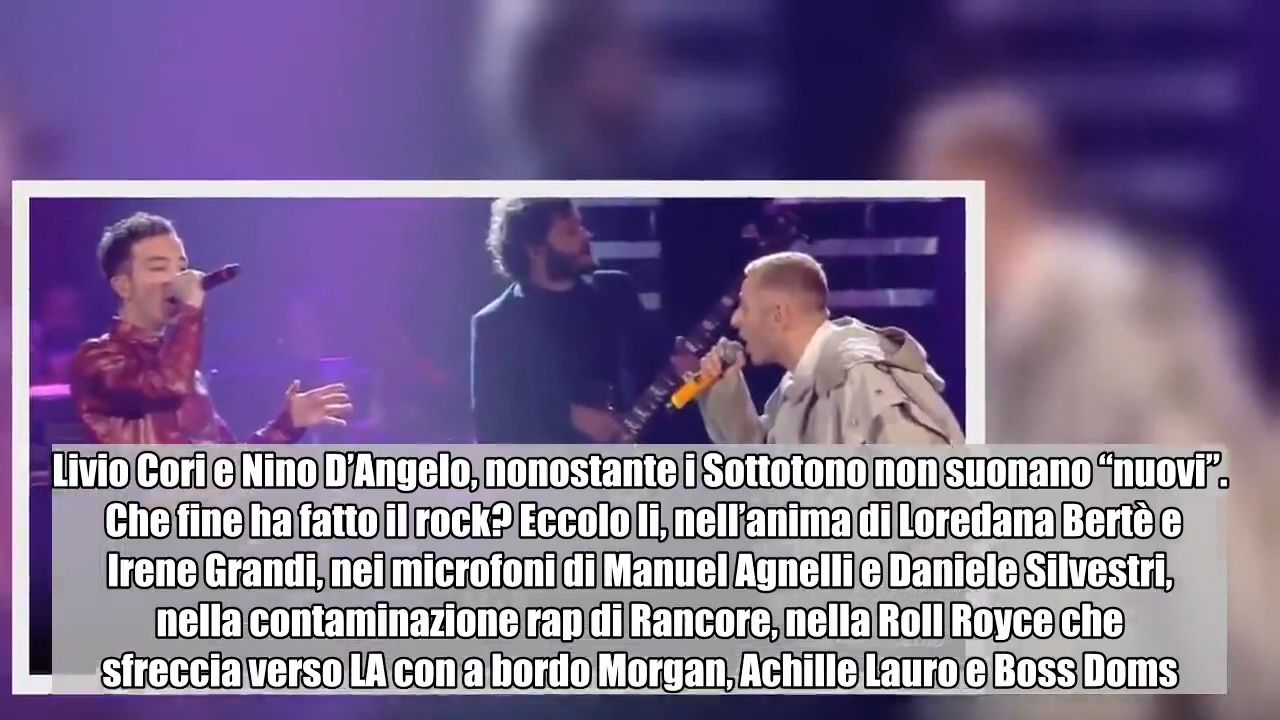 Livio Cori e Nino D’Angelo, nonostante i Sottotono non suonano “nuovi”.
Che fine ha fatto il rock? Eccolo li, nell’anima di Loredana Bertè e
Irene Grandi, nei microfoni di Manuel Agnelli e Daniele Silvestri,
nella contaminazione rap di Rancore, nella Roll Royce che
sfreccia verso LA con a bordo Morgan, Achille Lauro e Boss Doms